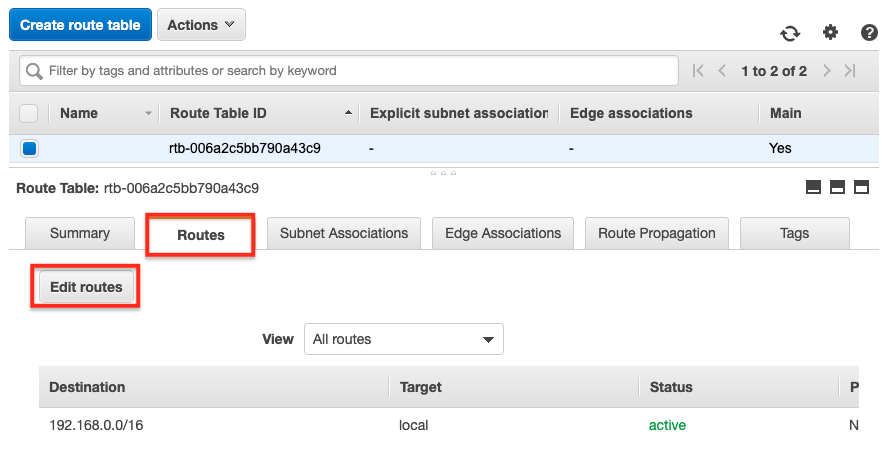 Create route table Actions
Filter by tags and attributes or search by keyword 1 to 2 of 2
Name Route Table ID Explicit subnet association Edge associations Main
rtb-006a2c5bb790a43c9 - - Yes
Route Table: rtb-006a2c5bb790a43c9
Summary Routes Subnet Associations Edge Associations Route Propagation Tags
Edit routes
View All routes
Destination Target Status P
192.168.0.0/16 local active N